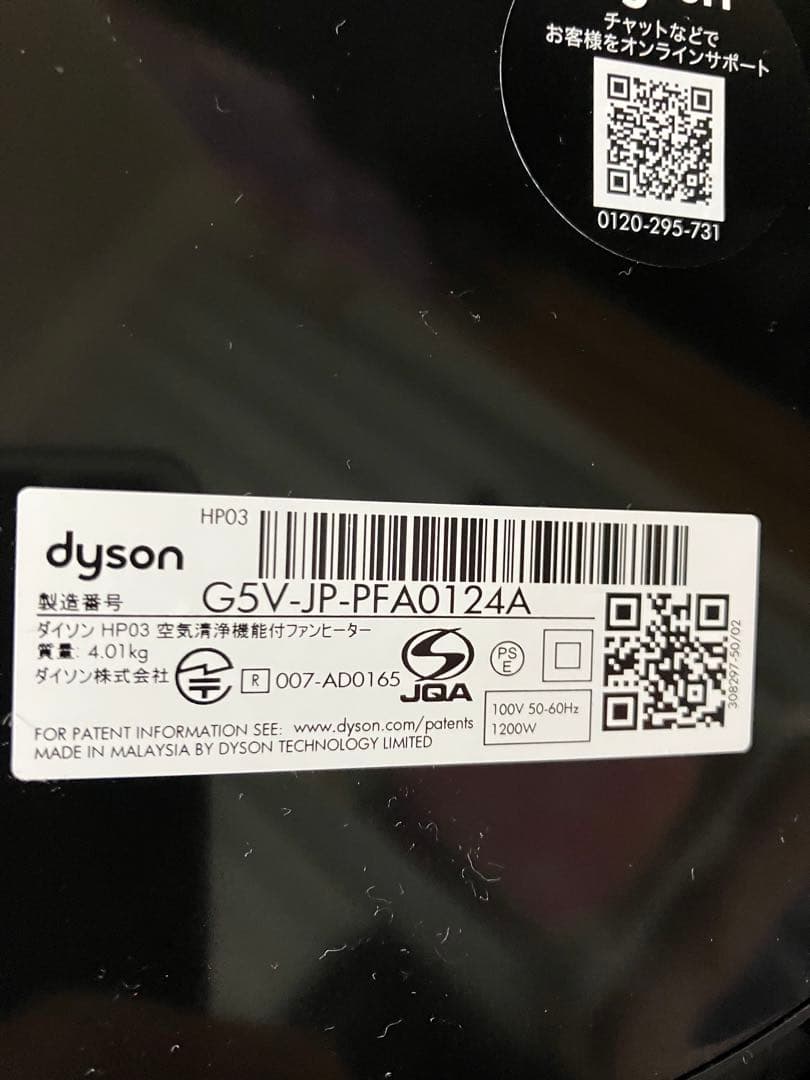 チャットなどで
お客様をオンラインサポート
0120-295-731
HP03
dyson
製造番号 G5V-JP-PFA0124A
ダイソン HP03 空気清浄機能付ファンヒーター
質量: 4.01kg
ダイソン株式会社
R 007-AD0165
JQA
PS
E
100V 50-60Hz
1200W
308297-50/02
FOR PATENT INFORMATION SEE: www.dyson.com/patents
MADE IN MALAYSIA BY DYSON TECHNOLOGY LIMITED